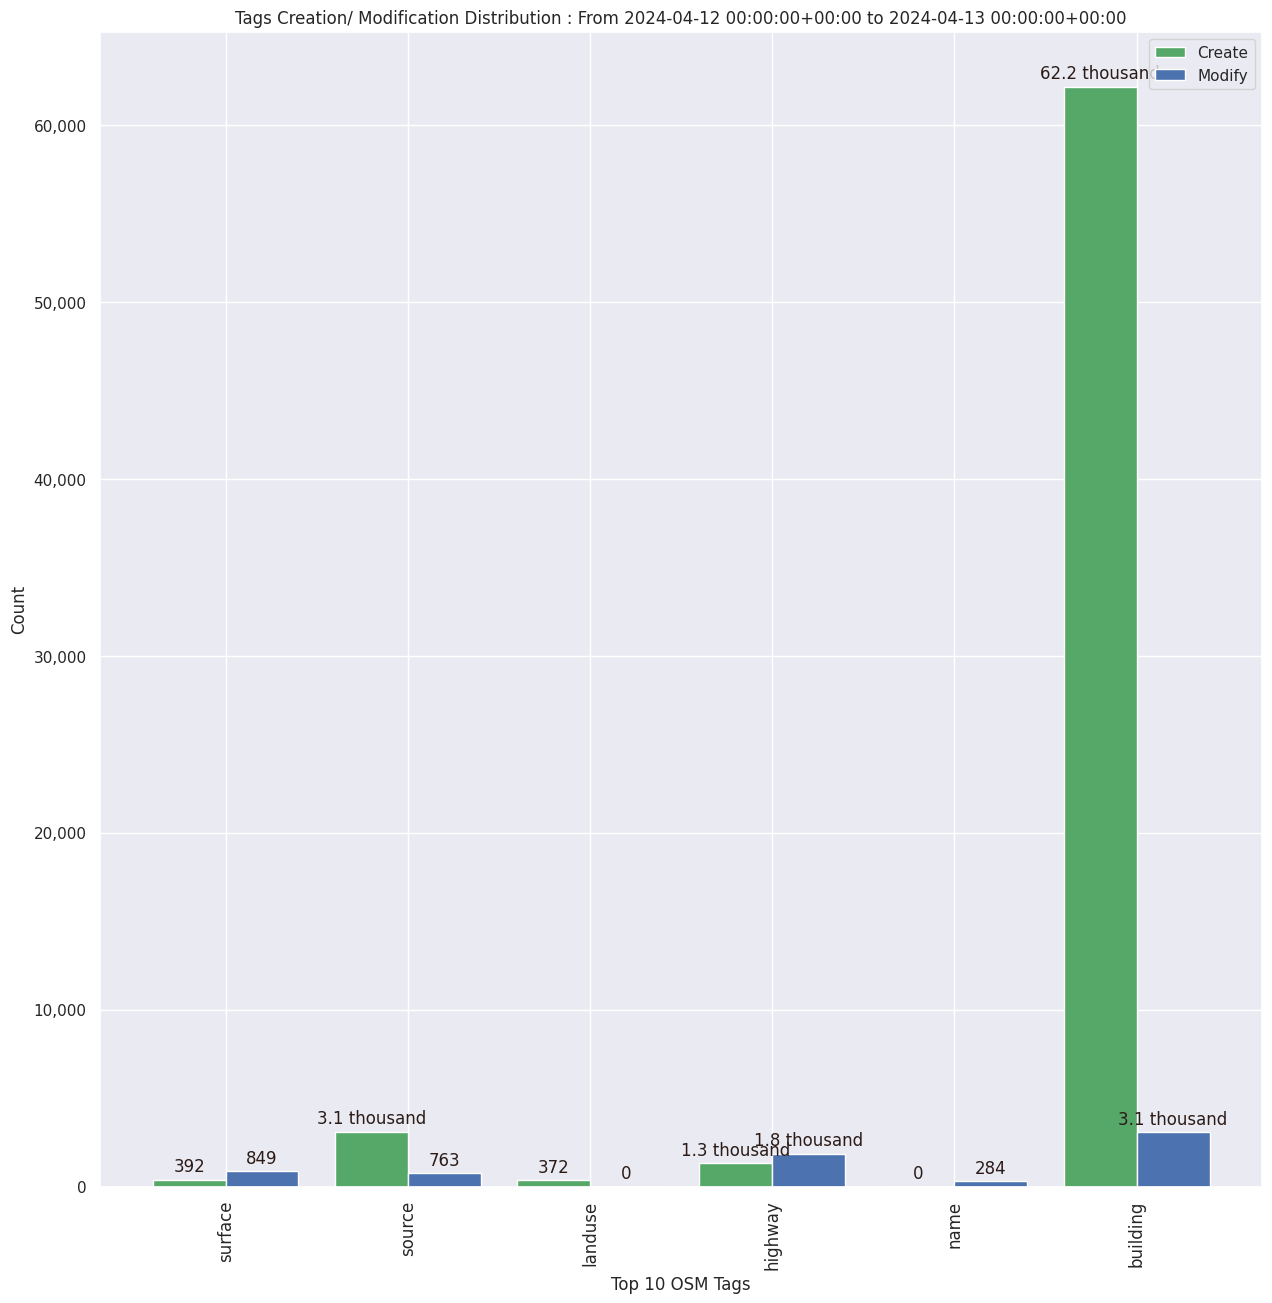 Tags Creation/ Modification Distribution : From 2024-04-12 00:00:00+00:00 to 2024-04-13 00:00:00+00:00
Create
Modify
62.2 thousand
60,000
50,000
40,000
30,000
20,000
10,000
0
Count
392
849
3.1 thousand
763
372
0
1.3 thousand
1.8 thousand
0
284
3.1 thousand
surface
source
landuse
highway
name
building
Top 10 OSM Tags